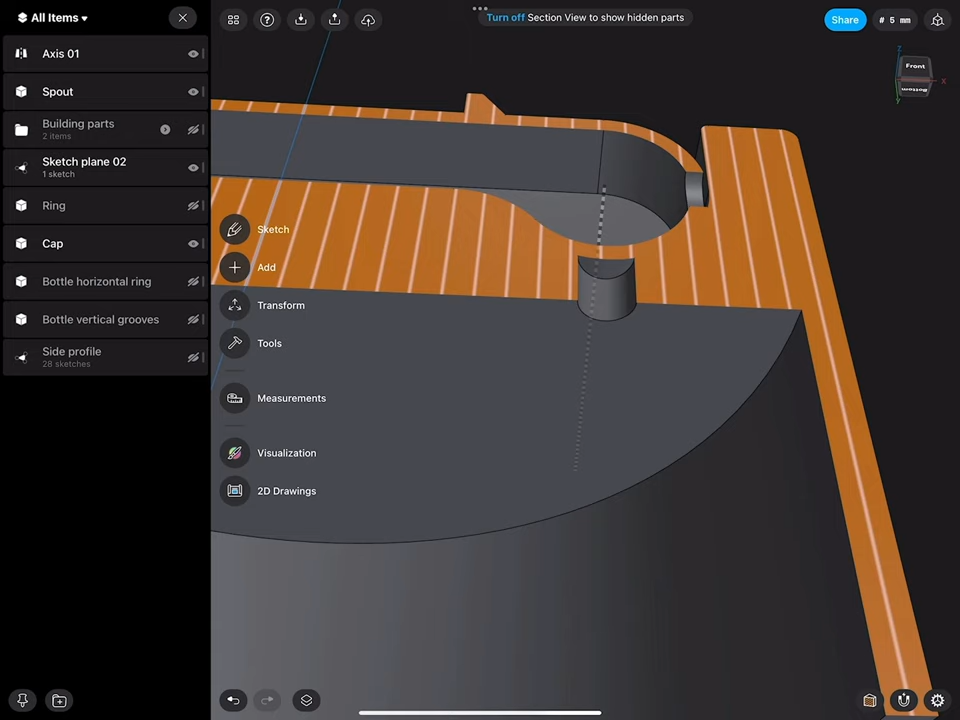 All Items
Turn off Section View to show hidden parts
Share
# 5 mm
Axis 01
Spout
Building parts
2 items
Sketch plane 02
1 sketch
Ring
Cap
Bottle horizontal ring
Bottle vertical grooves
Side profile
28 sketches
Sketch
Add
Transform
Tools
Measurements
Visualization
2D Drawings
Z
Front
Bottom
X
Y